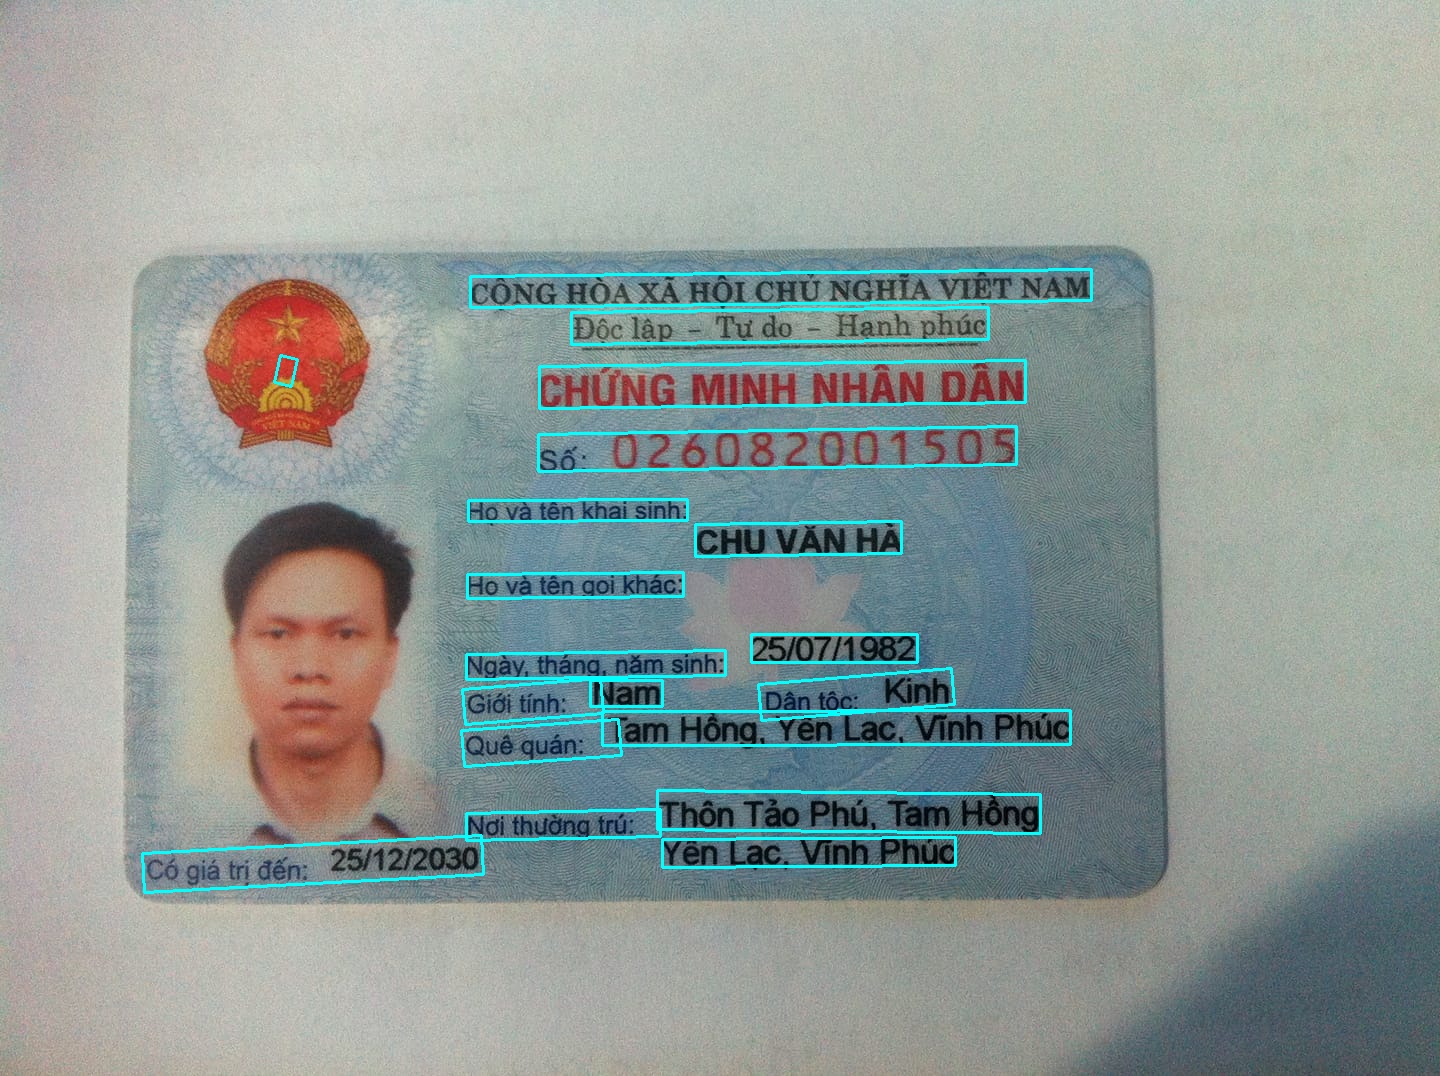 CỘNG HÒA XÃ HỘI CHỦ NGHĨA VIỆT NAM
Độc lập - Tự do - Hạnh phúc
VIỆT NAM
CHỨNG MINH NHÂN DÂN
Số: 026082001505
Họ và tên khai sinh:
CHU VĂN HÀ
Họ và tên gọi khác:
Ngày, tháng, năm sinh: 25/07/1982
Giới tính: Nam Dân tộc: Kinh
Quê quán: Tam Hồng, Yên Lạc, Vĩnh Phúc
Nơi thường trú: Thôn Tảo Phú, Tam Hồng
Yên Lạc, Vĩnh Phúc
Có giá trị đến: 25/12/2030